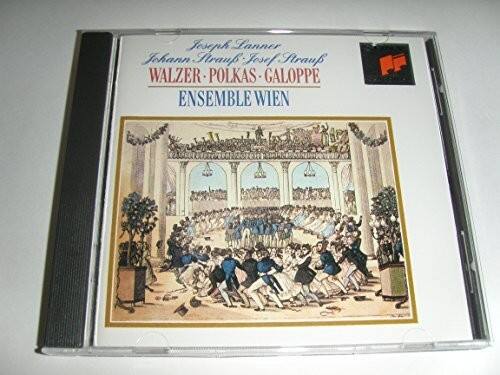 Joseph Lanner
Johann Strauß · Josef Strauß
WALZER · POLKAS · GALOPPE
ENSEMBLE WIEN